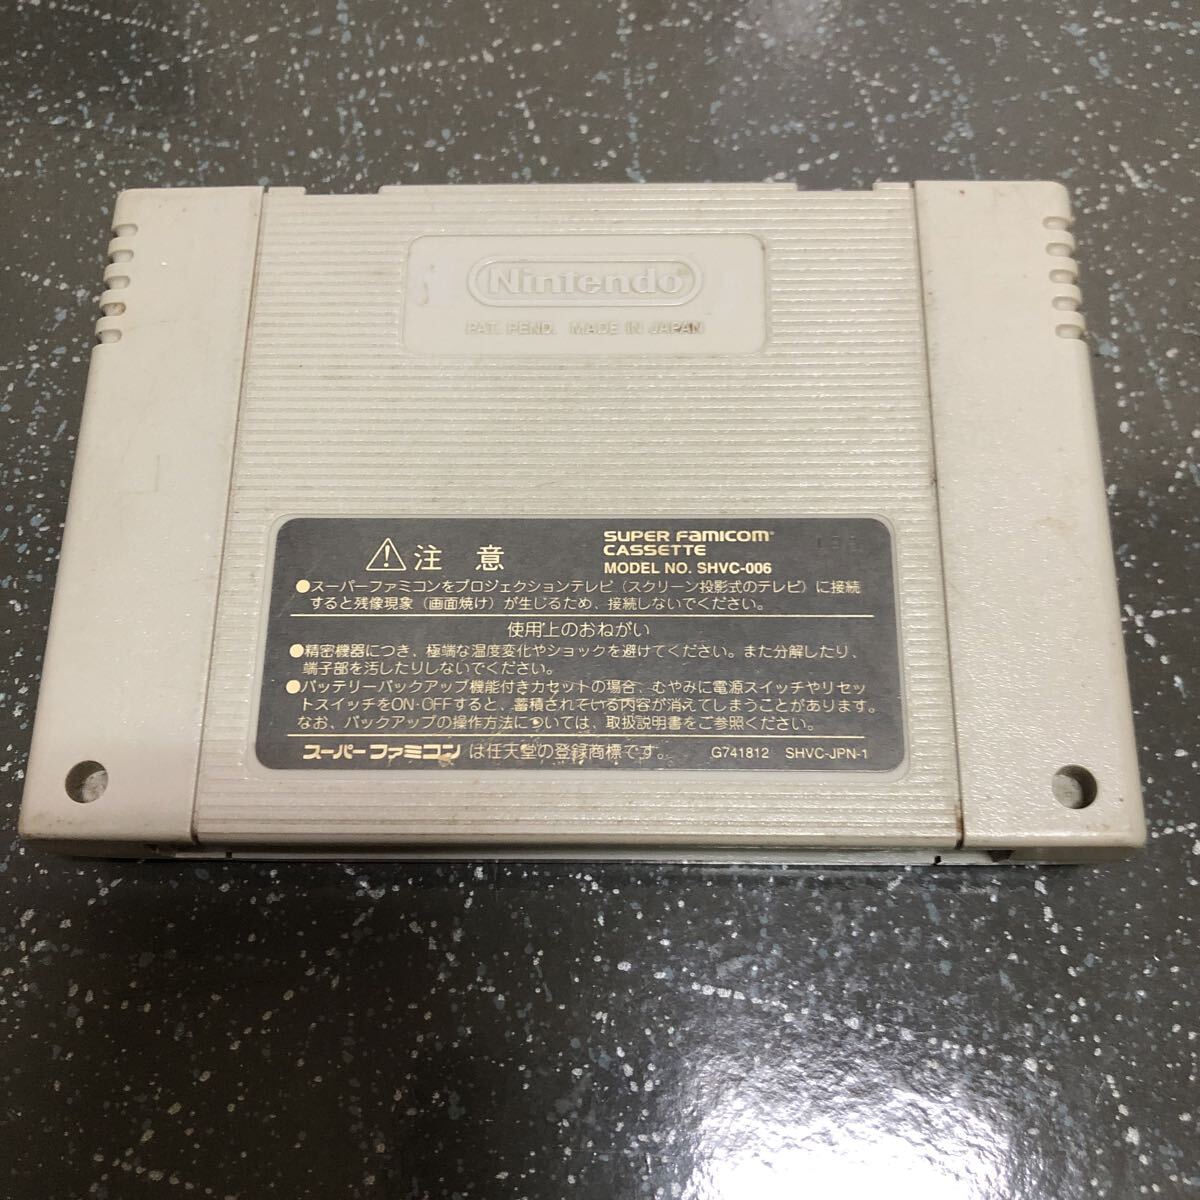 Nintendo
PAT. PEND. MADE IN JAPAN
注意
SUPER FAMICOM
CASSETTE
MODEL NO. SHVC-006
●スーパーファミコンをプロジェクションテレビ（スクリーン投影式のテレビ）に接続
すると残像現象（画面焼け）が生じるため、接続しないでください。
使用上のおねがい
●精密機器につき、極端な温度変化やショックを避けてください。また分解したり、
端子部を汚したりしないでください。
●バッテリーバックアップ機能付きカセットの場合、むやみに電源スイッチやリセッ
トスイッチをON・OFFすると、蓄積されている内容が消えてしまうことがあります。
なお、バックアップの操作方法については、取扱説明書をご参照ください。
スーパーファミコンは任天堂の登録商標です。 G741812 SHVC-JPN-1